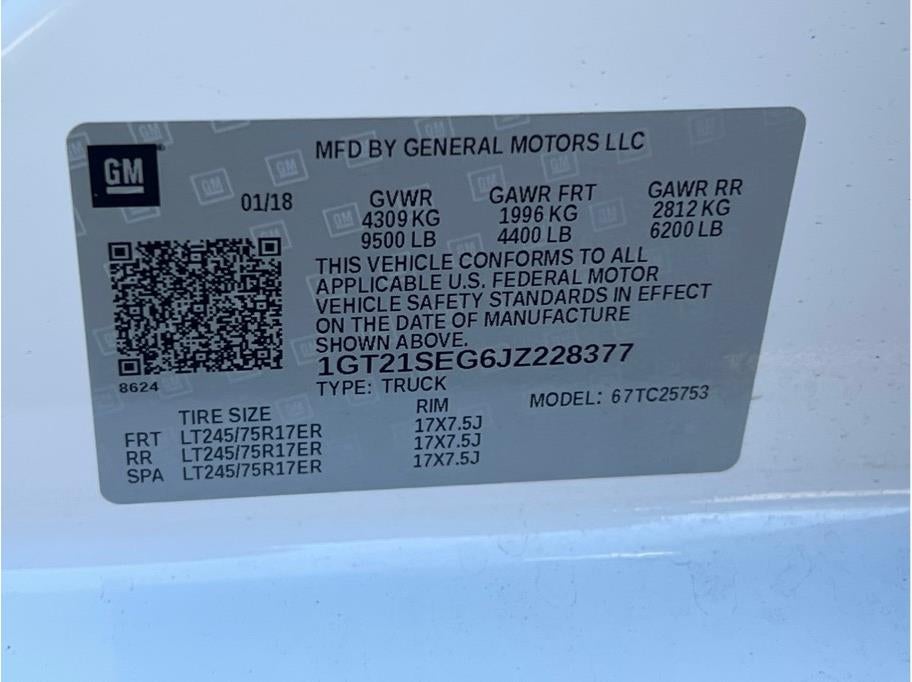 MFD BY GENERAL MOTORS LLC
GM
01/18 GVWR GAWR FRT GAWR RR
4309 KG 1996 KG 2812 KG
9500 LB 4400 LB 6200 LB
THIS VEHICLE CONFORMS TO ALL
APPLICABLE U.S. FEDERAL MOTOR
VEHICLE SAFETY STANDARDS IN EFFECT
ON THE DATE OF MANUFACTURE
SHOWN ABOVE.
1GT21SEG6JZ228377
8624
TYPE: TRUCK
MODEL: 67TC25753
TIRE SIZE RIM
FRT LT245/75R17ER 17X7.5J
RR LT245/75R17ER 17X7.5J
SPA LT245/75R17ER 17X7.5J